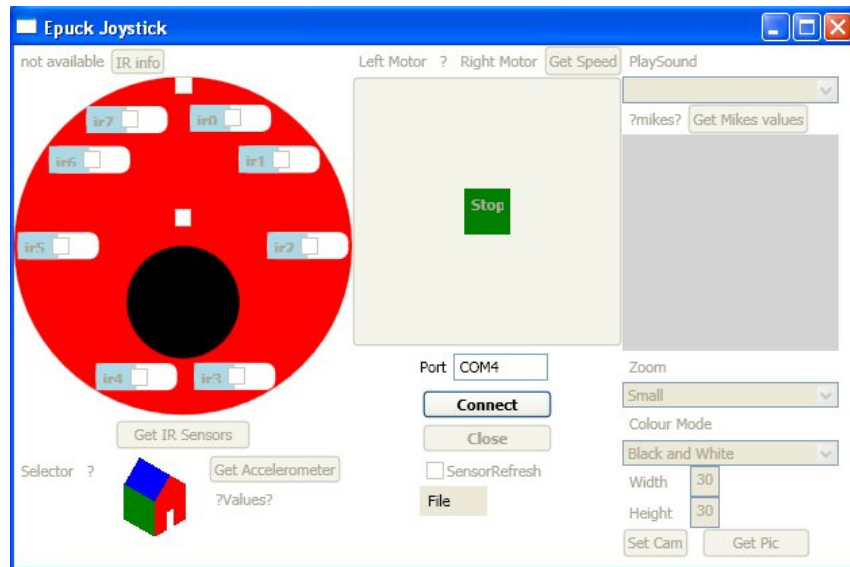 Epuck Joystick
not available IR info
Left Motor ? Right Motor Get Speed
PlaySound
?mikes? Get Mikes values
ir7 ir0
ir6 ir1
ir5 ir2
ir4 ir3
Stop
Get IR Sensors
Selector ?
Get Accelerometer
?Values?
Port COM4
Connect
Close
SensorRefresh
File
Zoom
Small
Colour Mode
Black and White
Width 30
Height 30
Set Cam Get Pic